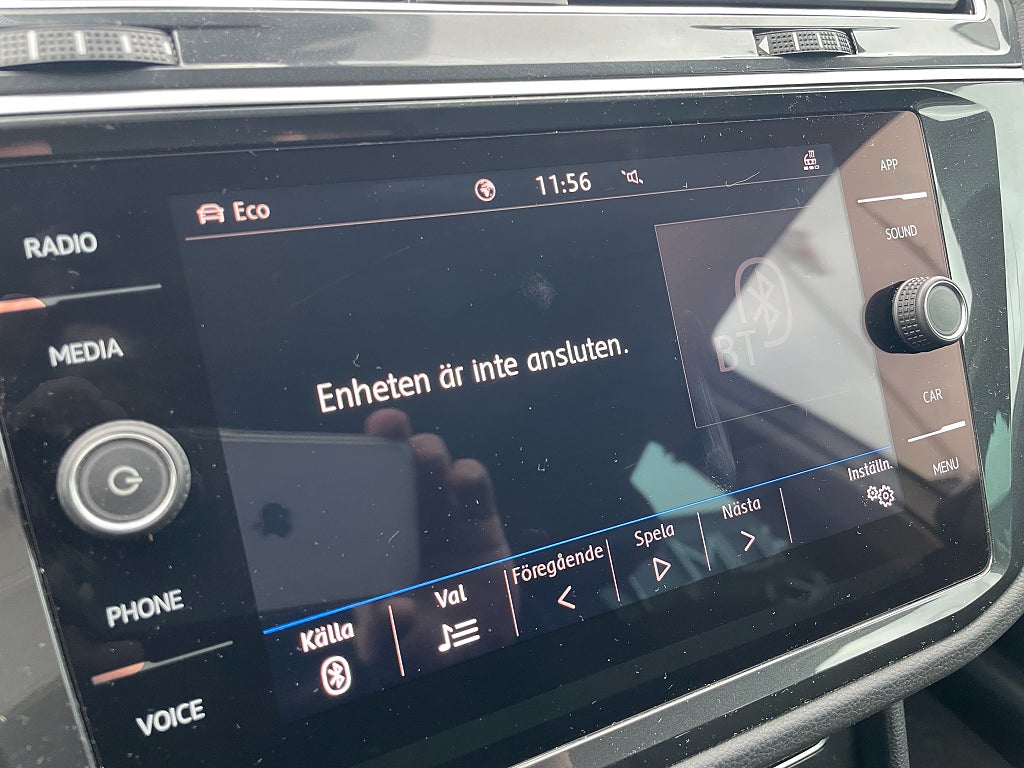 Eco
11:56
APP
RADIO
SOUND
MEDIA
Enheten är inte ansluten.
BT
CAR
MENU
Inställn.
Källa
Val
Föregående
Spela
Nästa
PHONE
VOICE